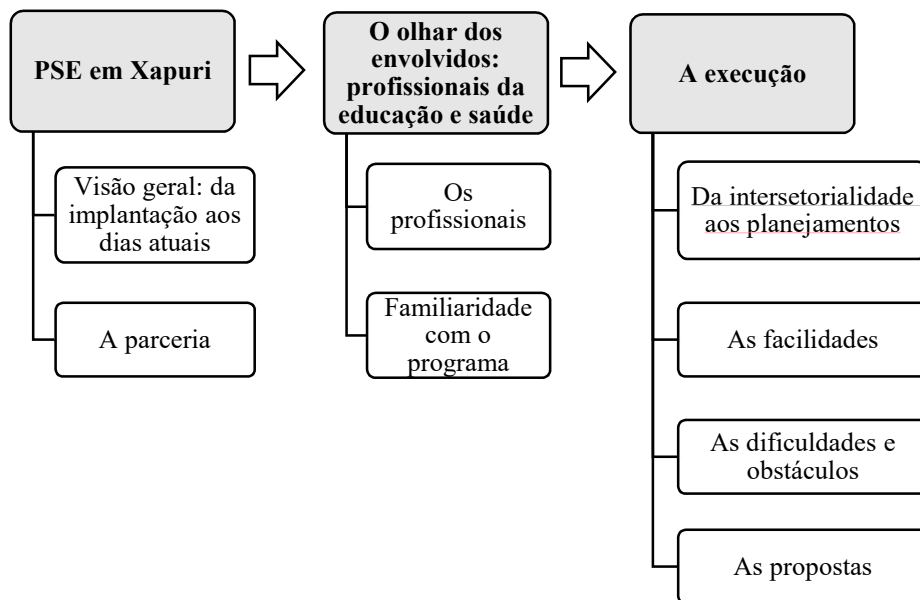 PSE em Xapuri
Visão geral: da
implantação aos
dias atuais
A parceria
O olhar dos
envolvidos:
profissionais da
educação e saúde
Os
profissionais
Familiaridade
com o
programa
A execução
Da intersetorialidade
aos planejamentos
As facilidades
As dificuldades e
obstáculos
As propostas